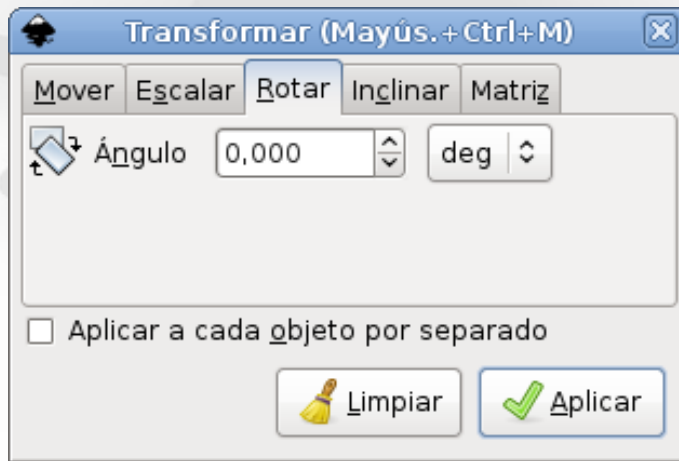 Transformar (Mayús.+Ctrl+M)
Mover Escalar Rotar Inclinar Matriz
Ángulo 0,000 deg
Aplicar a cada objeto por separado
Limpiar Aplicar